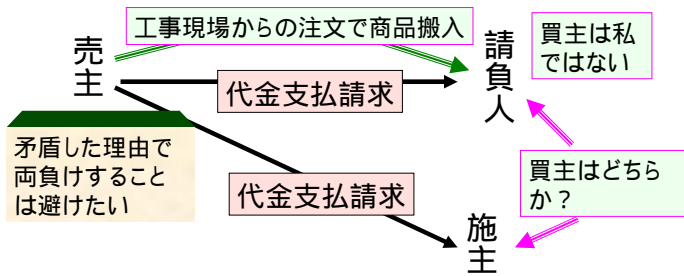 工事現場からの注文で商品搬入
売主
請負人
買主は私
ではない
代金支払請求
矛盾した理由で
両負けすること
は避けたい
代金支払請求
買主はどちら
か？
施主